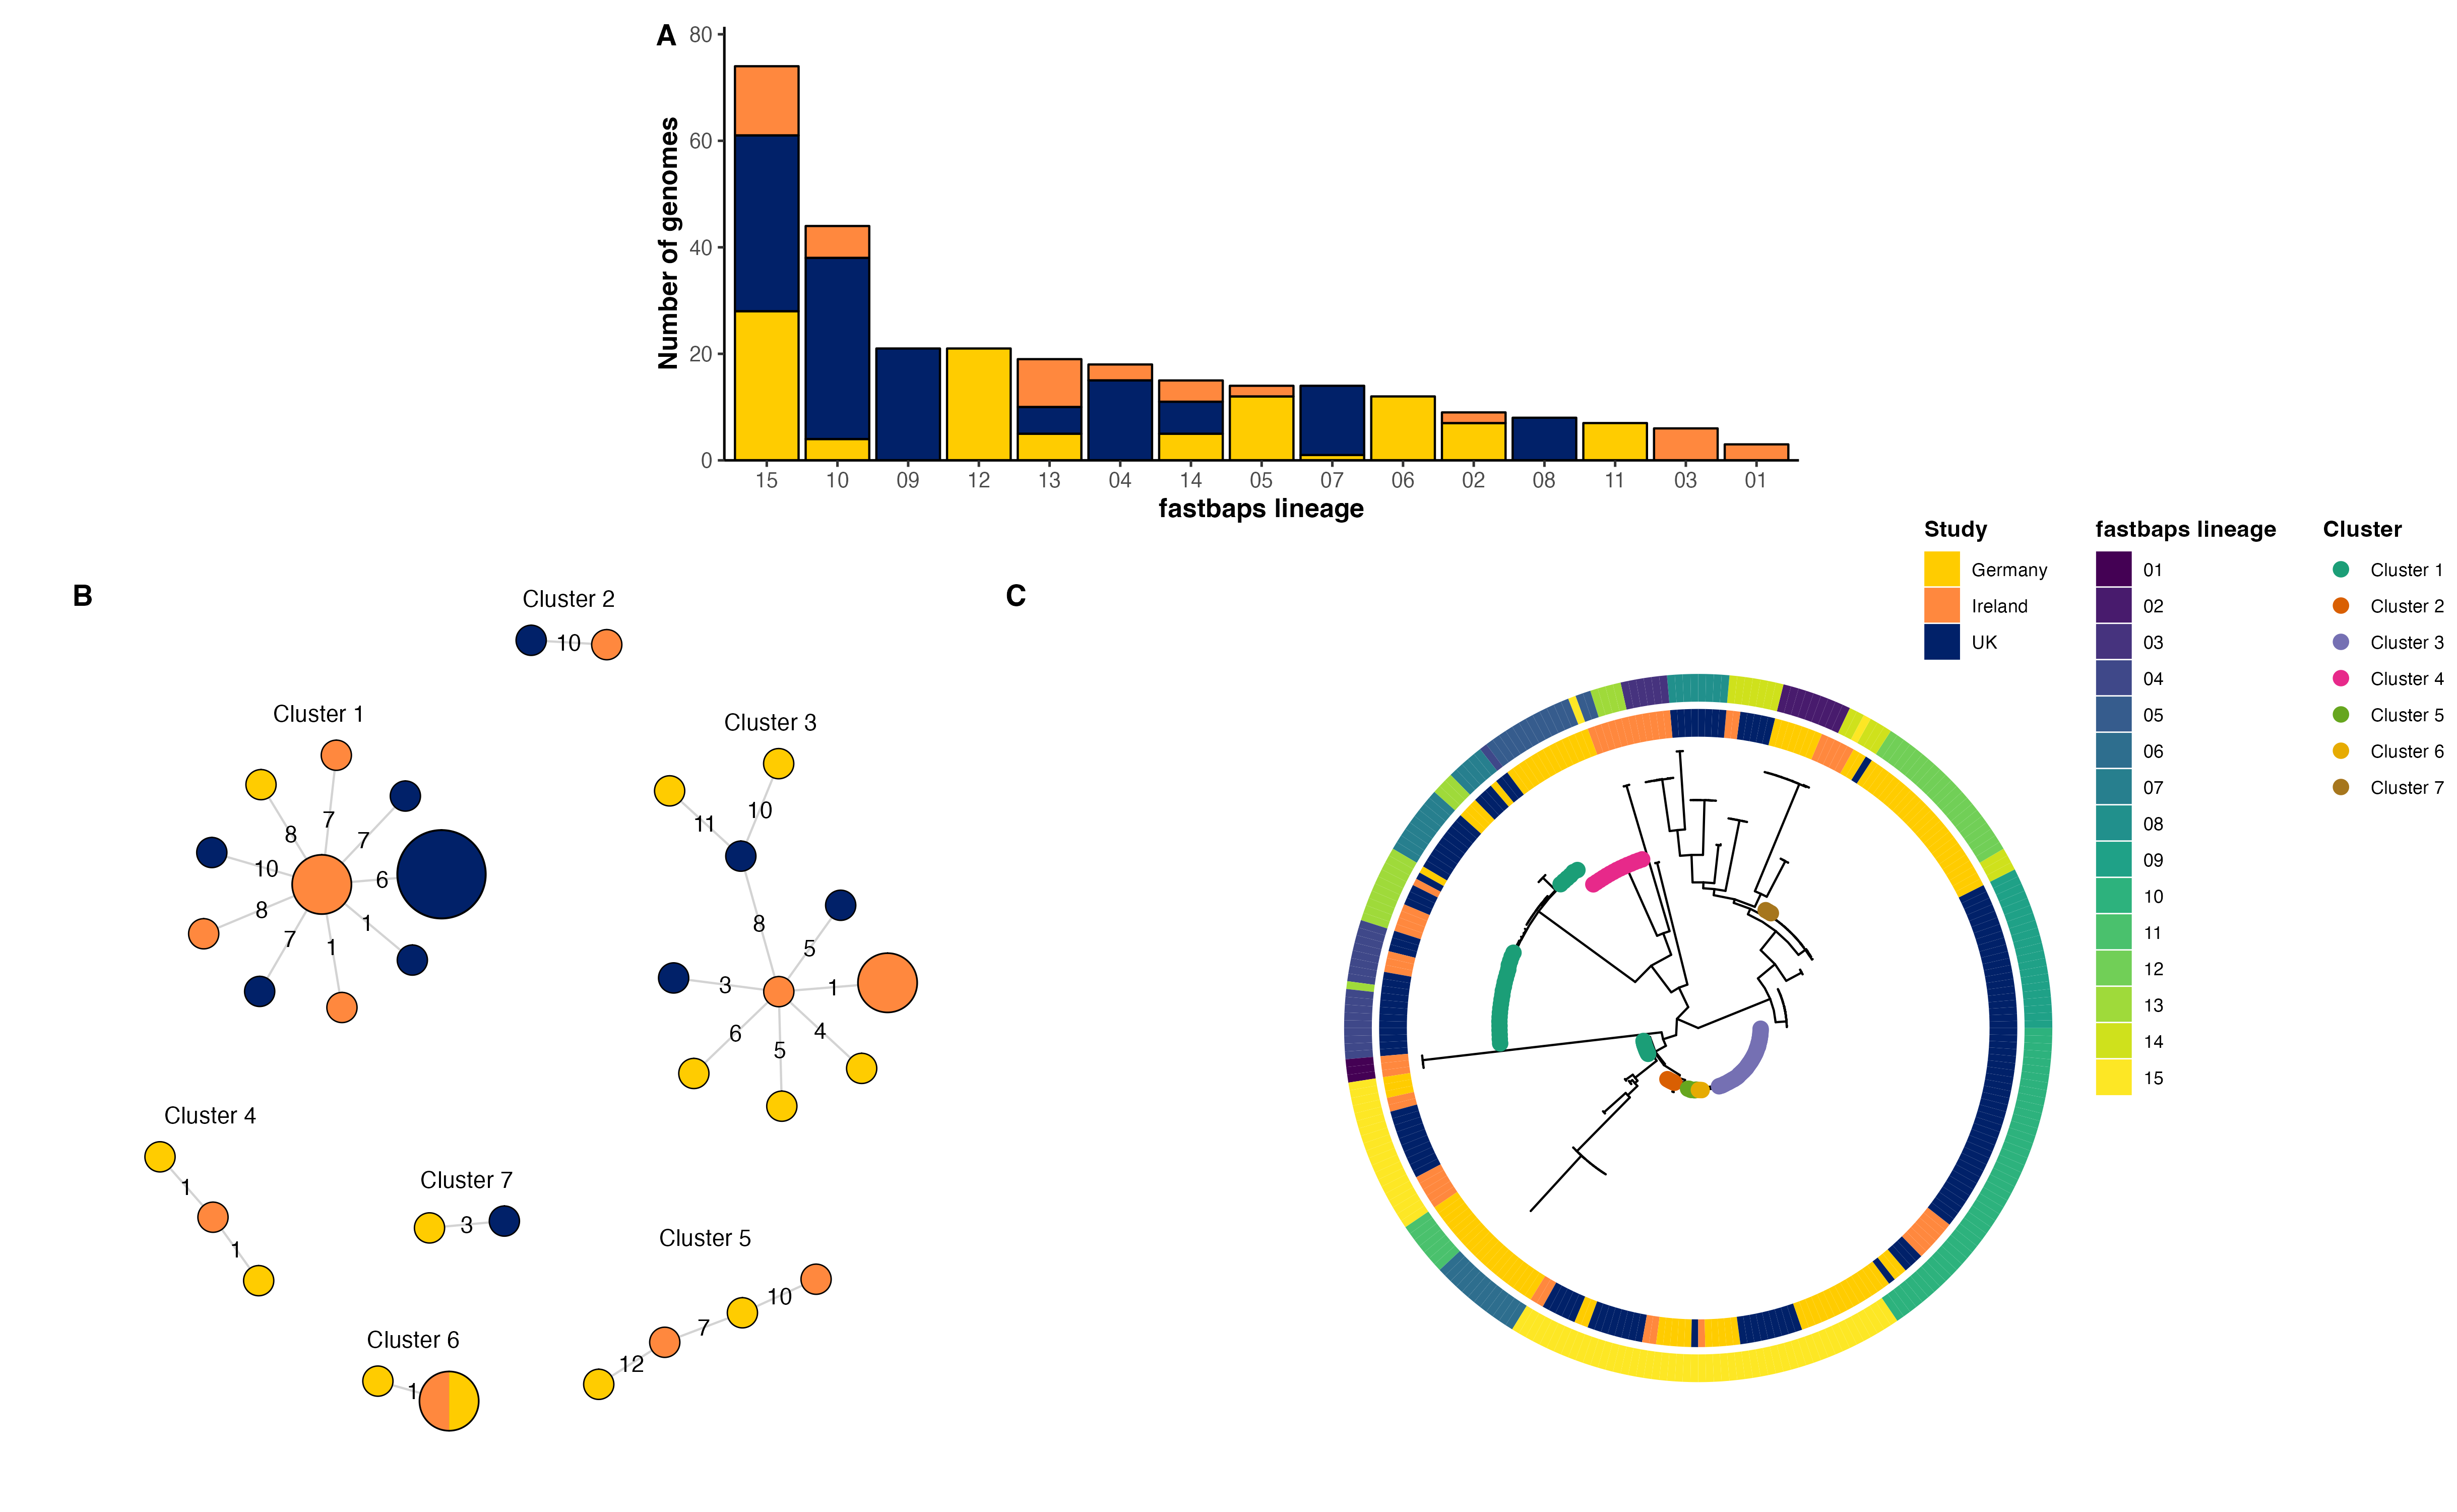 A
80
60
40
20
0
Number of genomes
15 10 09 12 13 04 14 05 07 06 02 08 11 03 01
fastbaps lineage
B
Cluster 2
10
Cluster 1
8
7
7
10
6
8
7
1
1
Cluster 3
11
10
8
5
3
1
6
5
4
Cluster 4
1
1
Cluster 7
3
Cluster 5
10
7
12
Cluster 6
1
C
Study
Germany
Ireland
UK
fastbaps lineage
01
02
03
04
05
06
07
08
09
10
11
12
13
14
15
Cluster
Cluster 1
Cluster 2
Cluster 3
Cluster 4
Cluster 5
Cluster 6
Cluster 7